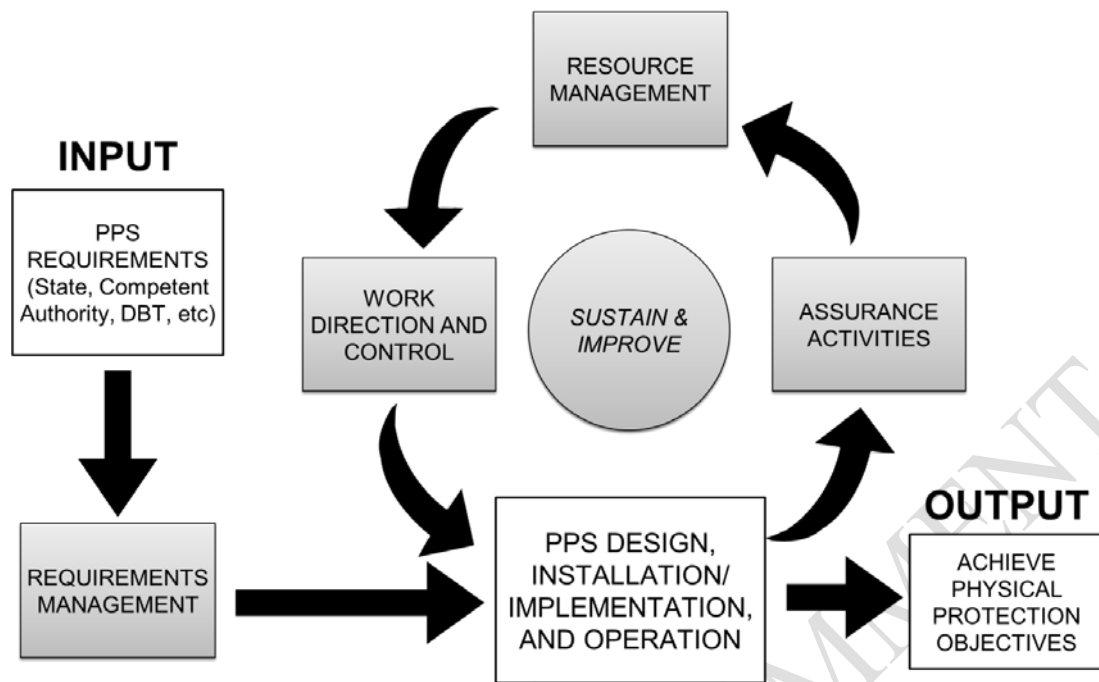 RESOURCE
MANAGEMENT
INPUT
PPS
REQUIREMENTS
(State, Competent
Authority, DBT, etc)
WORK
DIRECTION AND
CONTROL
SUSTAIN &
IMPROVE
ASSURANCE
ACTIVITIES
REQUIREMENTS
MANAGEMENT
PPS DESIGN,
INSTALLATION/
IMPLEMENTATION,
AND OPERATION
OUTPUT
ACHIEVE
PHYSICAL
PROTECTION
OBJECTIVES